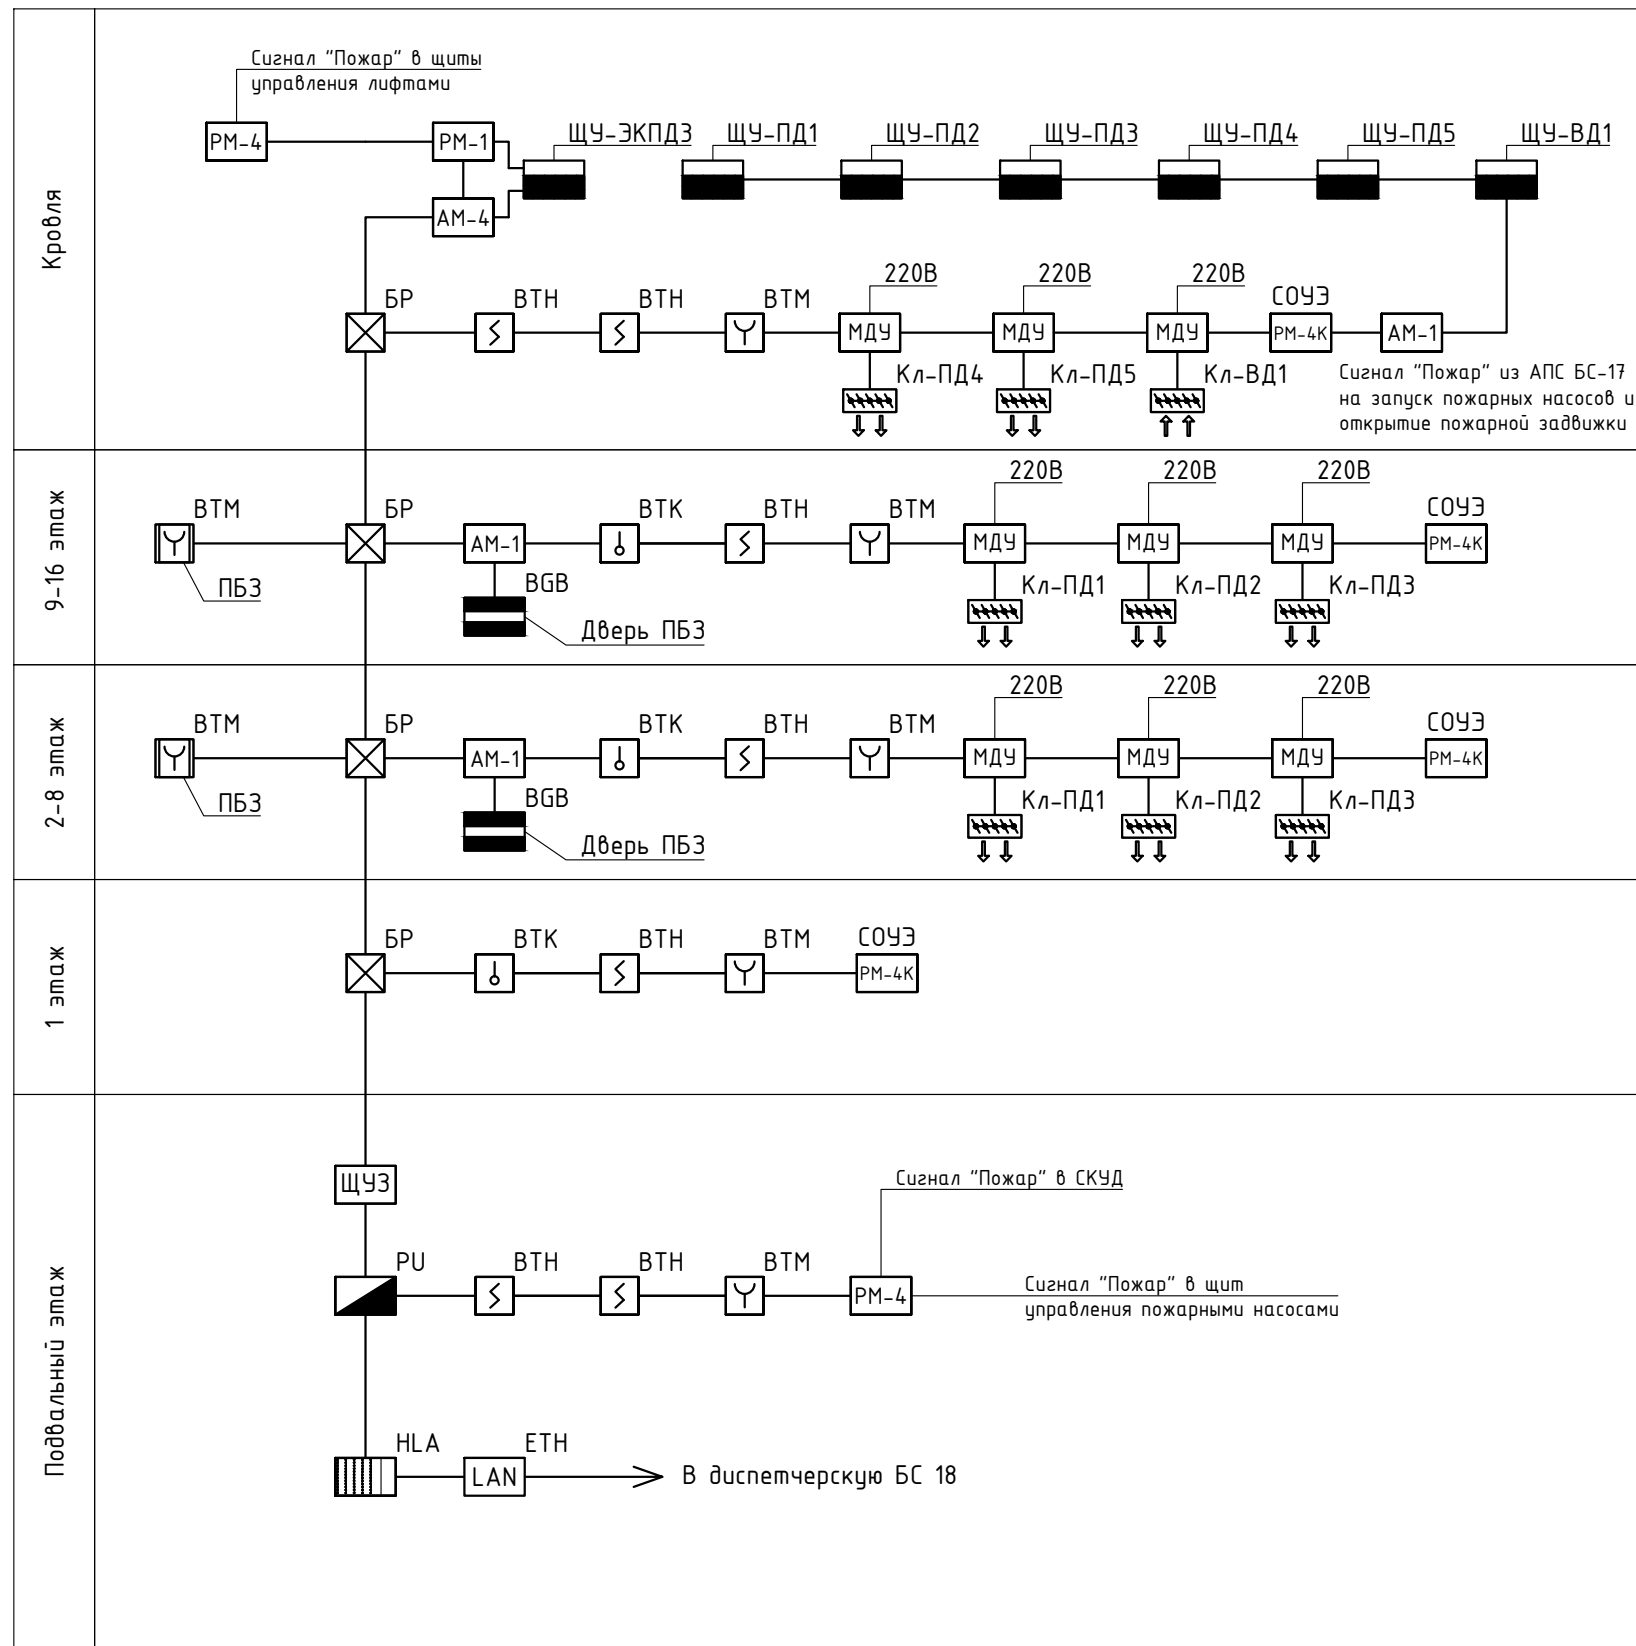 Кровля
Сигнал "Пожар" в щиты
управления лифтами
РМ-4
РМ-1
АМ-4
ЩУ-ЭКПДЗ
ЩУ-ПД1
ЩУ-ПД2
ЩУ-ПД3
ЩУ-ПД4
ЩУ-ПД5
ЩУ-ВД1
БР
ВТН
ВТН
ВТМ
220В
220В
220В
СОУЭ
МДУ
МДУ
МДУ
РМ-4К
АМ-1
Кл-ПД4
Кл-ПД5
Кл-ВД1
Сигнал "Пожар" из АПС БС-17
на запуск пожарных насосов и
открытие пожарной задвижки
9-16 этаж
ВТМ
ПБЗ
БР
АМ-1
BGB
Дверь ПБЗ
ВТК
ВТН
ВТМ
220В
220В
220В
МДУ
МДУ
МДУ
СОУЭ
РМ-4К
Кл-ПД1
Кл-ПД2
Кл-ПД3
2-8 этаж
ВТМ
ПБЗ
БР
АМ-1
BGB
Дверь ПБЗ
ВТК
ВТН
ВТМ
220В
220В
220В
МДУ
МДУ
МДУ
СОУЭ
РМ-4К
Кл-ПД1
Кл-ПД2
Кл-ПД3
1 этаж
БР
ВТК
ВТН
ВТМ
СОУЭ
РМ-4К
Подвальный этаж
ЩУЗ
PU
ВТН
ВТН
ВТМ
РМ-4
Сигнал "Пожар" в СКУД
Сигнал "Пожар" в щит
управления пожарными насосами
HLA
ETH
LAN
В диспетчерскую БС 18